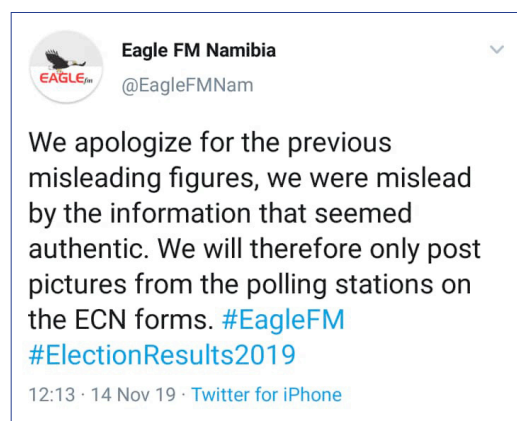 Eagle FM Namibia
EAGLE fm
@EagleFMNam
We apologize for the previous
misleading figures, we were mislead
by the information that seemed
authentic. We will therefore only post
pictures from the polling stations on
the ECN forms. #EagleFM
#ElectionResults2019
12:13 · 14 Nov 19 · Twitter for iPhone